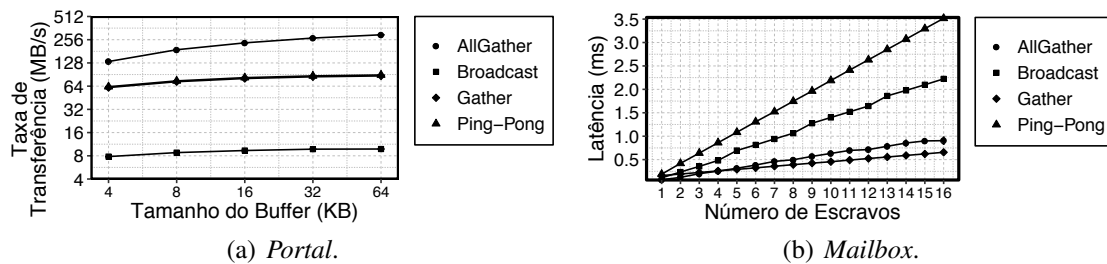 Taxa de
Transferência (MB/s)
512
256
128
64
32
16
8
4
4 8 16 32 64
Tamanho do Buffer (KB)
AllGather
Broadcast
Gather
Ping−Pong
(a) Portal.
Latência (ms)
3.5
3.0
2.5
2.0
1.5
1.0
0.5
1 2 3 4 5 6 7 8 9 10 11 12 13 14 15 16
Número de Escravos
AllGather
Broadcast
Gather
Ping−Pong
(b) Mailbox.